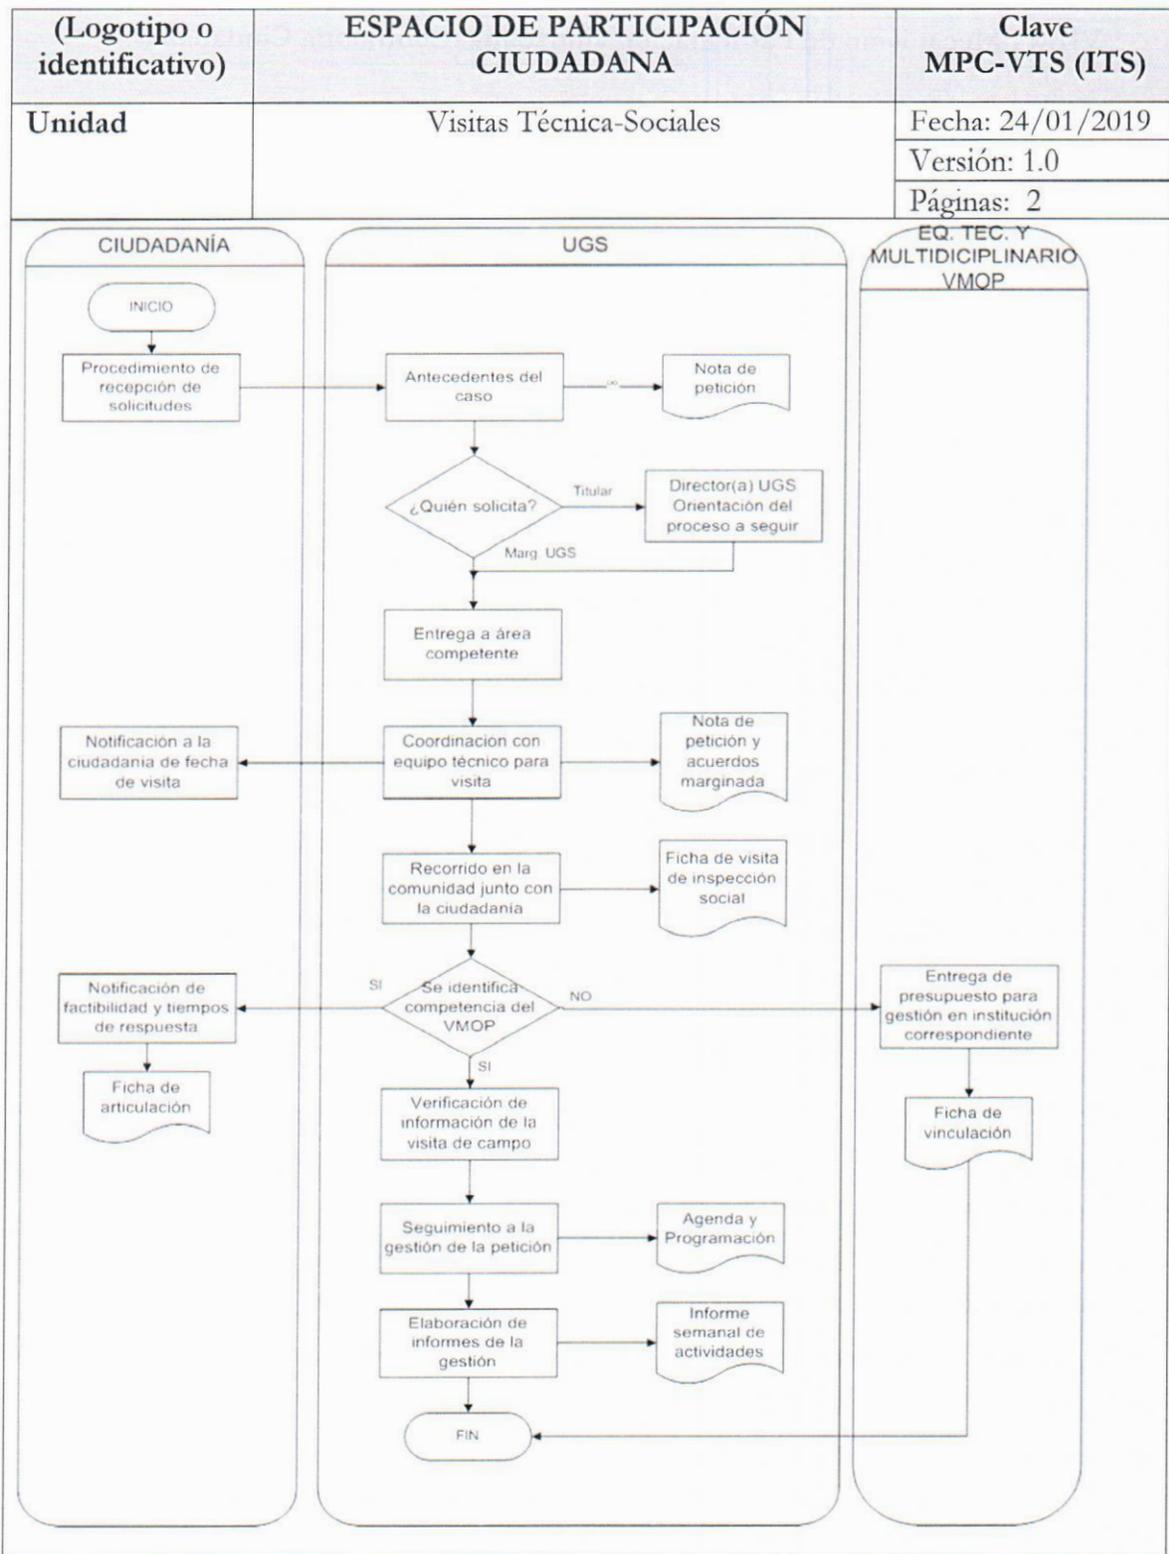 (Logotipo o
identificativo)
ESPACIO DE PARTICIPACIÓN
CIUDADANA
Clave
MPC-VTS (ITS)
Unidad
Visitas Técnica-Sociales
Fecha: 24/01/2019
Versión: 1.0
Páginas: 2
CIUDADANÍA
UGS
EQ. TEC. Y
MULTIDICIPLINARIO
VMOP
INICIO
Procedimiento de
recepción de
solicitudes
Antecedentes del
caso
Nota de
petición
¿Quién solicita?
Titular
Director(a) UGS
Orientación del
proceso a seguir
Marg. UGS
Entrega a área
competente
Notificación a la
ciudadanía de fecha
de visita
Coordinación con
equipo técnico para
visita
Nota de
petición y
acuerdos
marginada
Recorrido en la
comunidad junto con
la ciudadanía
Ficha de visita
de inspección
social
Notificación de
factibilidad y tiempos
de respuesta
SI
Se identifica
competencia del
VMOP
NO
Entrega de
presupuesto para
gestión en institución
correspondiente
SI
Ficha de
articulación
Verificación de
información de la
visita de campo
Ficha de
vinculación
Seguimiento a la
gestión de la petición
Agenda y
Programación
Elaboración de
informes de la
gestión
Informe
semanal de
actividades
FIN